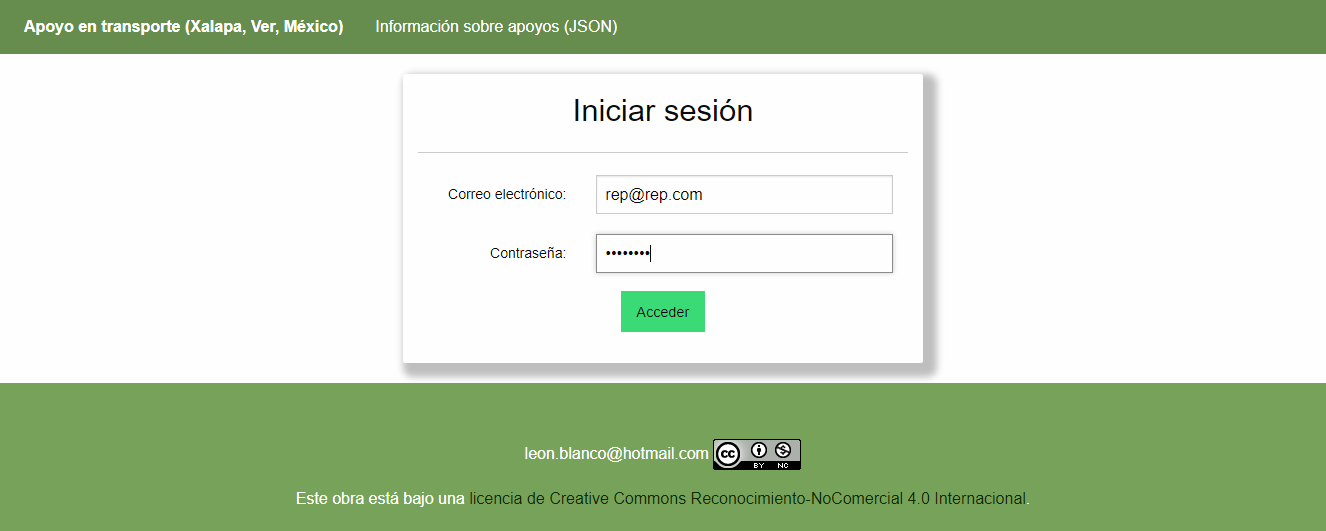 Apoyo en transporte (Xalapa, Ver, México) Información sobre apoyos (JSON)
Iniciar sesión
Correo electrónico: rep@rep.com
Contraseña: ••••••••
Acceder
leon.blanco@hotmail.com cc BY NC
Este obra está bajo una licencia de Creative Commons Reconocimiento-NoComercial 4.0 Internacional.